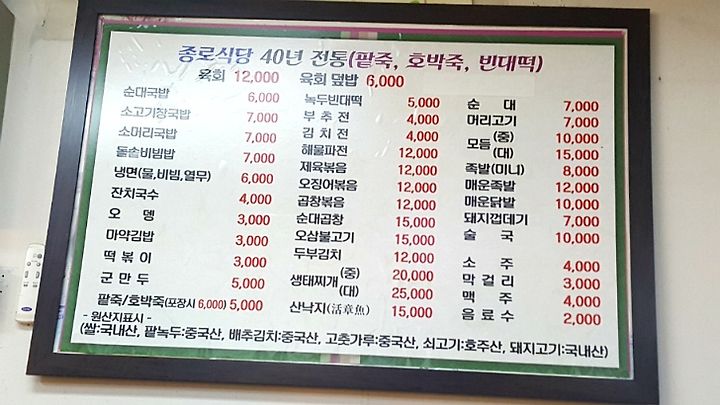 종로식당 40년 전통(팥죽, 호박죽, 빈대떡)
육회 12,000 육회 덮밥 6,000
순대국밥 6,000
소고기장국밥 7,000
소머리국밥 7,000
돌솥비빔밥 7,000
냉면(물,비빔,열무) 6,000
잔치국수 4,000
오뎅 3,000
마약김밥 3,000
떡볶이 3,000
군만두 5,000
팥죽/호박죽(포장시 6,000) 5,000
녹두빈대떡 5,000
부추전 4,000
김치전 4,000
해물파전 12,000
제육볶음 12,000
오징어볶음 12,000
곱창볶음 12,000
순대곱창 15,000
오삼불고기 15,000
두부김치 12,000
생태찌개 (중) 20,000
(대) 25,000
산낙지(活章魚) 15,000
순대 7,000
머리고기 7,000
모듬 (중) 10,000
(대) 15,000
족발(미니) 8,000
매운족발 12,000
매운닭발 10,000
돼지껍데기 7,000
술국 10,000
소주 4,000
막걸리 3,000
맥주 4,000
음료수 2,000
- 원산지표시 -
(쌀:국내산, 팥녹두:중국산, 배추김치:중국산, 고춧가루:중국산, 쇠고기:호주산, 돼지고기:국내산)